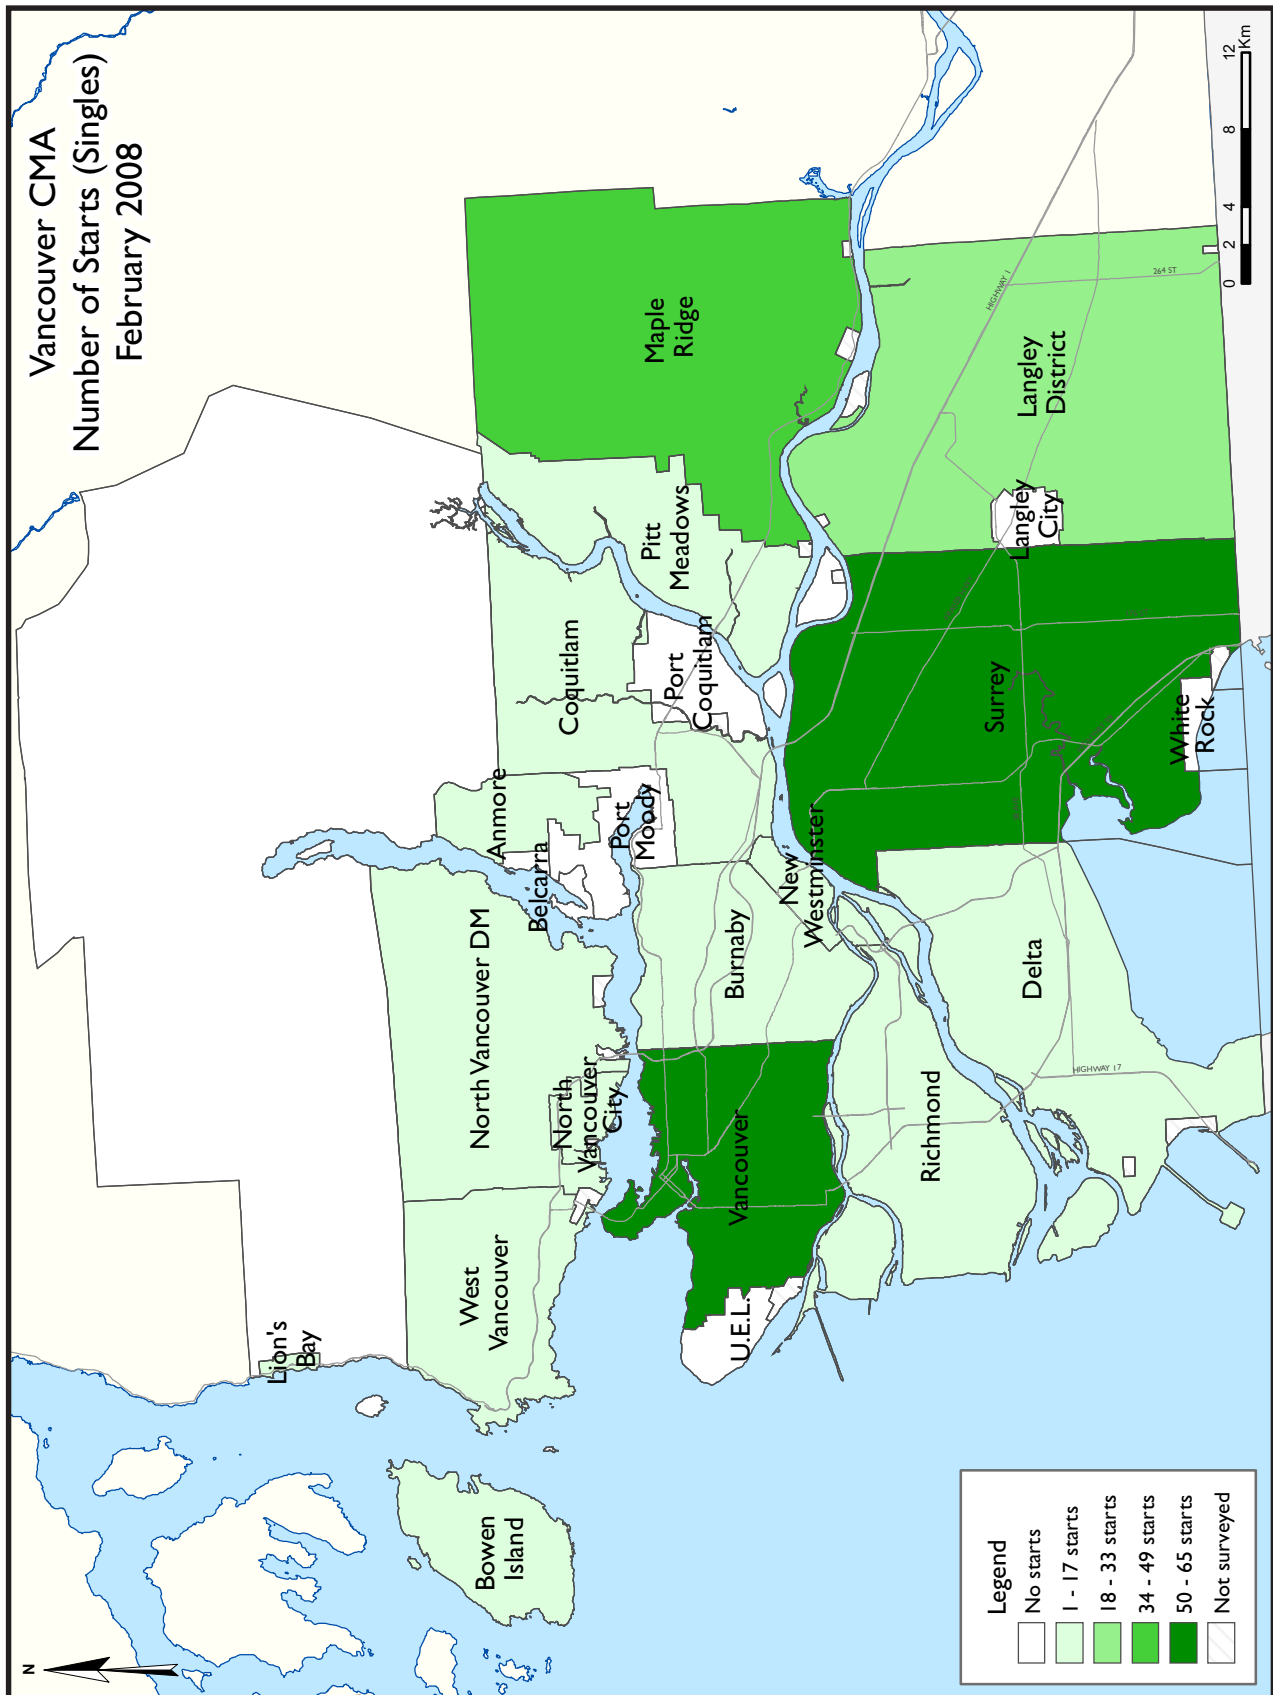 Vancouver CMA
Number of Starts (Singles)
February 2008
N
Lion's
Bay
Bowen
Island
West
Vancouver
North Vancouver DM
North
Vancouver
City
Anmore
Belcarra
Port
Moody
Coquitlam
Port
Coquitlam
Pitt
Meadows
Maple
Ridge
U.E.L.
Vancouver
Burnaby
New
Westminster
Richmond
Delta
Surrey
White
Rock
Langley
City
Langley
District
HIGHWAY 1
264 ST
HIGHWAY 17
Legend
No starts
1 - 17 starts
18 - 33 starts
34 - 49 starts
50 - 65 starts
Not surveyed
0 2 4 8 12
Km